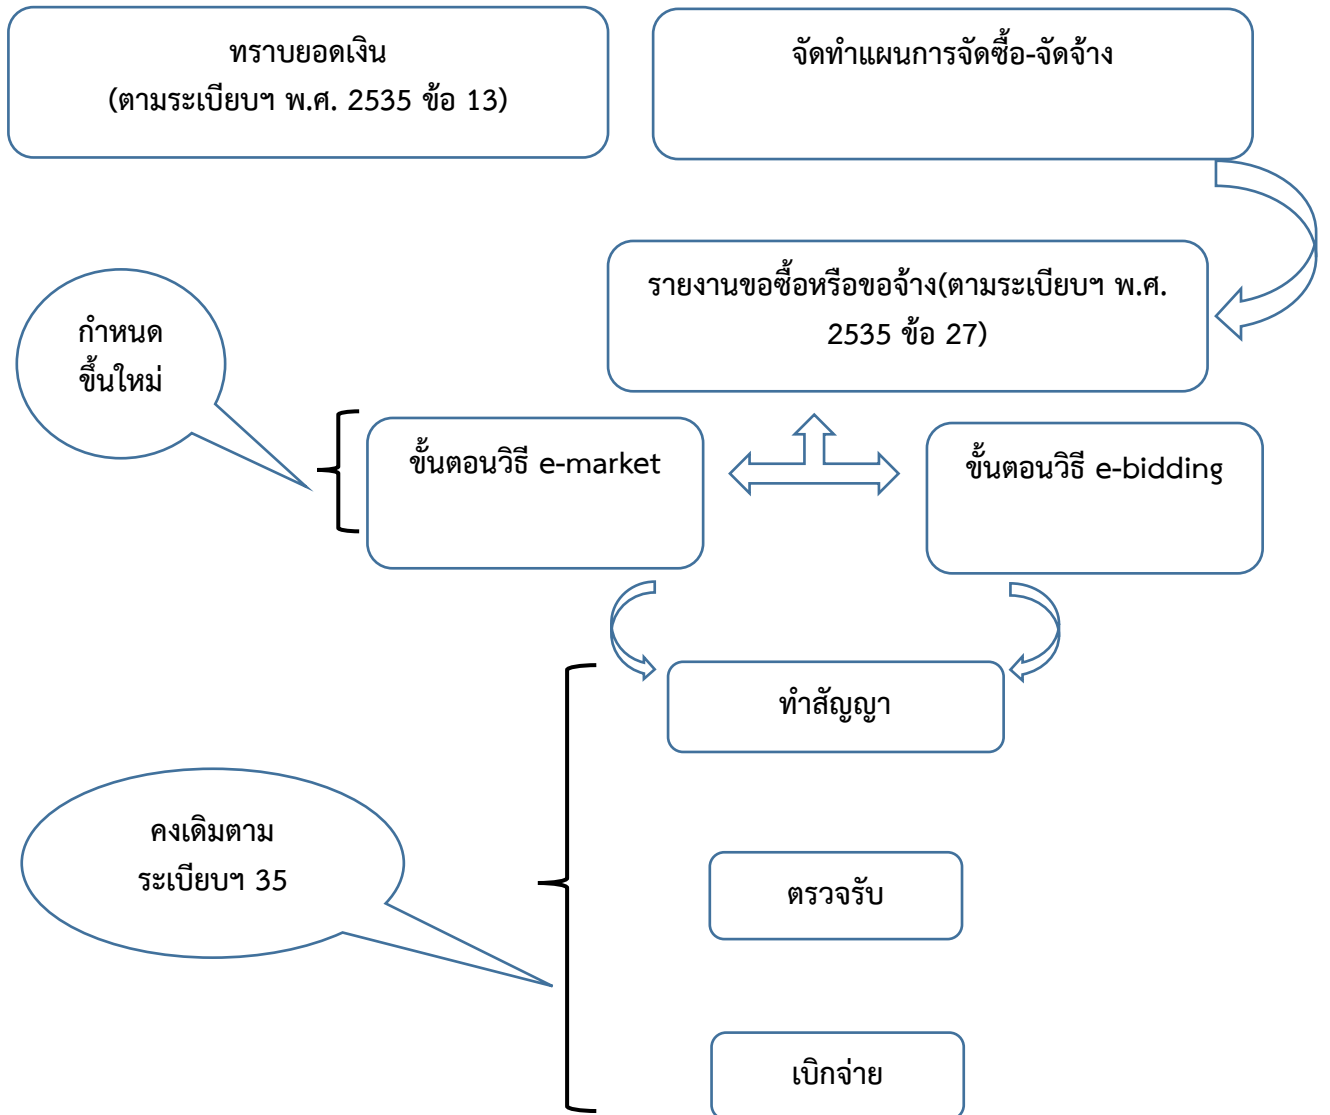 ทราบยอดเงิน
(ตามระเบียบฯ พ.ศ. 2535 ข้อ 13)
จัดทำแผนการจัดซื้อ-จัดจ้าง
รายงานขอซื้อหรือขอจ้าง(ตามระเบียบฯ พ.ศ.
2535 ข้อ 27)
กำหนด
ขึ้นใหม่
ขั้นตอนวิธี e-market
ขั้นตอนวิธี e-bidding
ทำสัญญา
คงเดิมตาม
ระเบียบฯ 35
ตรวจรับ
เบิกจ่าย